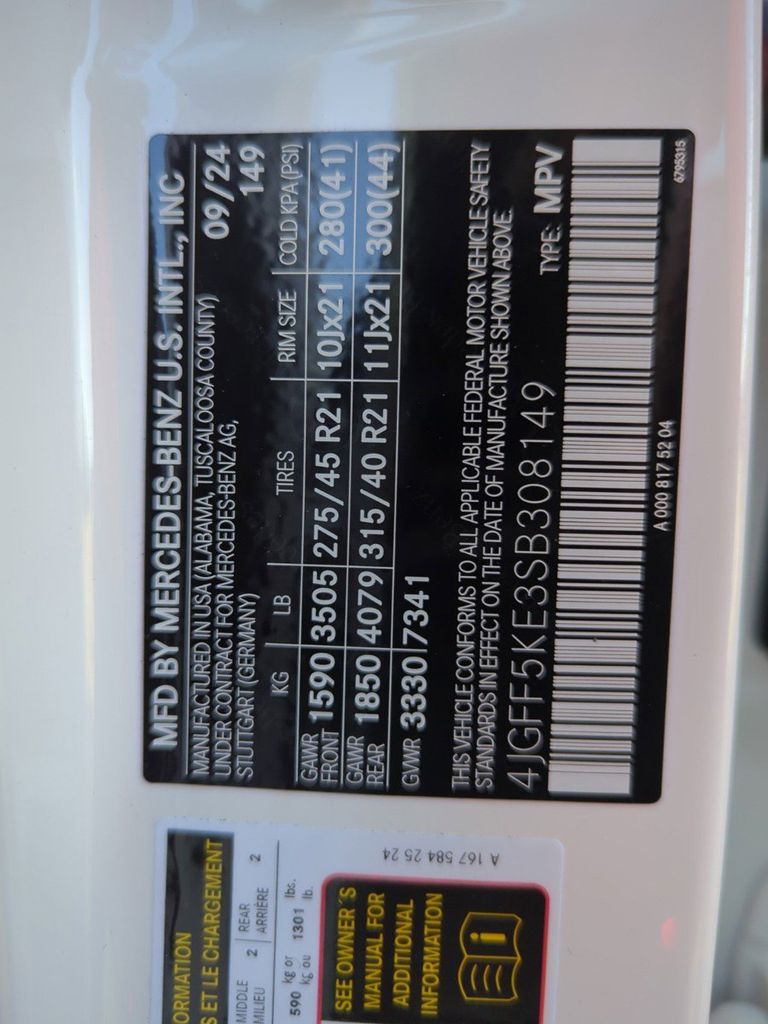 MFD BY MERCEDES-BENZ U.S. INTL., INC
MANUFACTURED IN USA (ALABAMA, TUSCALOOSA COUNTY) 09/24
UNDER CONTRACT FOR MERCEDES-BENZ AG,
STUTTGART (GERMANY) 149
KG LB TIRES RIM SIZE COLD KPA (PSI)
GAWR FRONT 1590 3505 275/45 R21 10Jx21 280(41)
GAWR REAR 1850 4079 315/40 R21 11Jx21 300(44)
GVWR 3330 7341
THIS VEHICLE CONFORMS TO ALL APPLICABLE FEDERAL MOTOR VEHICLE SAFETY
STANDARDS IN EFFECT ON THE DATE OF MANUFACTURE SHOWN ABOVE.
4JGFF5KE3SB308149 TYPE: MPV
A 000 817 52 04 6795315
ORMATION
S ET LE CHARGEMENT
MIDDLE 2 REAR 2
MILIEU ARRIÈRE
590 kg or 1301 lbs.
kg ou lb.
SEE OWNER´S
MANUAL FOR
ADDITIONAL
INFORMATION
A 167 584 25 24